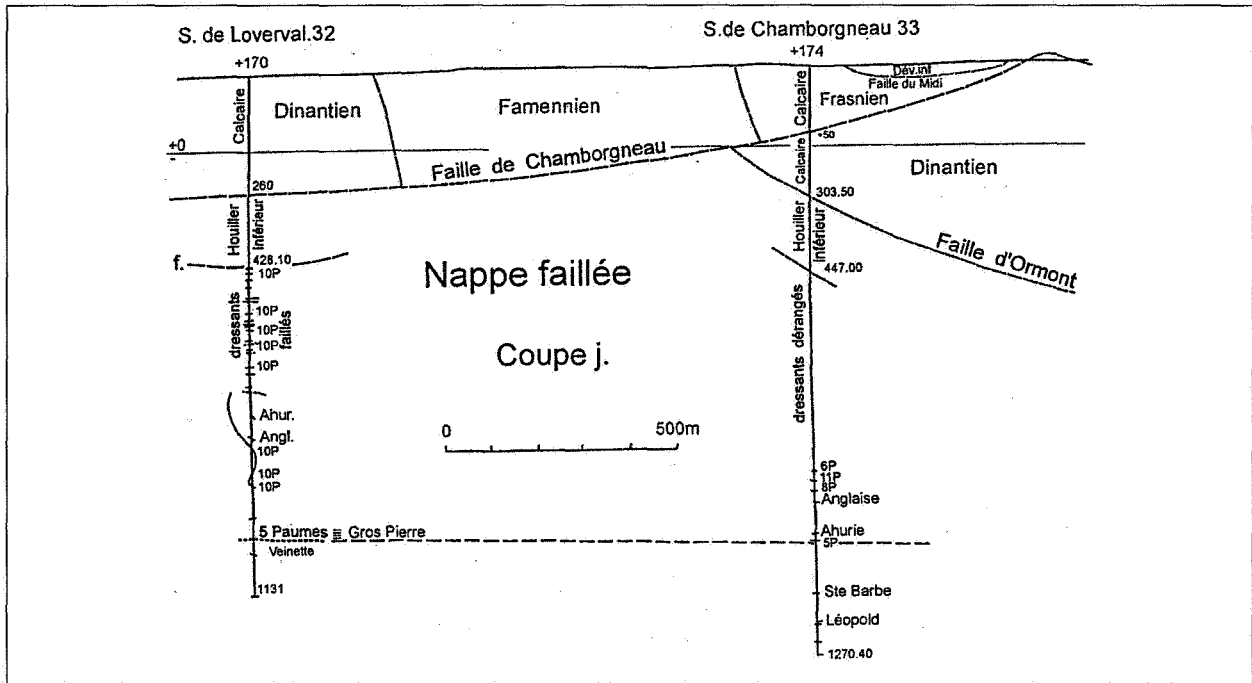 S. de Loverval.32
S.de Chamborgneau 33
+170
+174
Calcaire
Dinantien
Famennien
Calcaire
Frasnien
Dév.inf
Faille du Midi
+0
-
+50
Faille de Chamborgneau
Calcaire
Dinantien
260
303.50
Houiller
Inférieur
Houiller
Inférieur
Faille d'Ormont
f.
428.10
447.00
10P
Nappe faillée
10P
10P
10P
10P
dressants
faillés
Coupe j.
dressants dérangés
0
500m
Ahur.
Angl.
10P
10P
10P
6P
11P
8P
Anglaise
5 Paumes ≡ Gros Pierre
Ahurie
5P
Veinette
1131
Ste Barbe
Léopold
1270.40